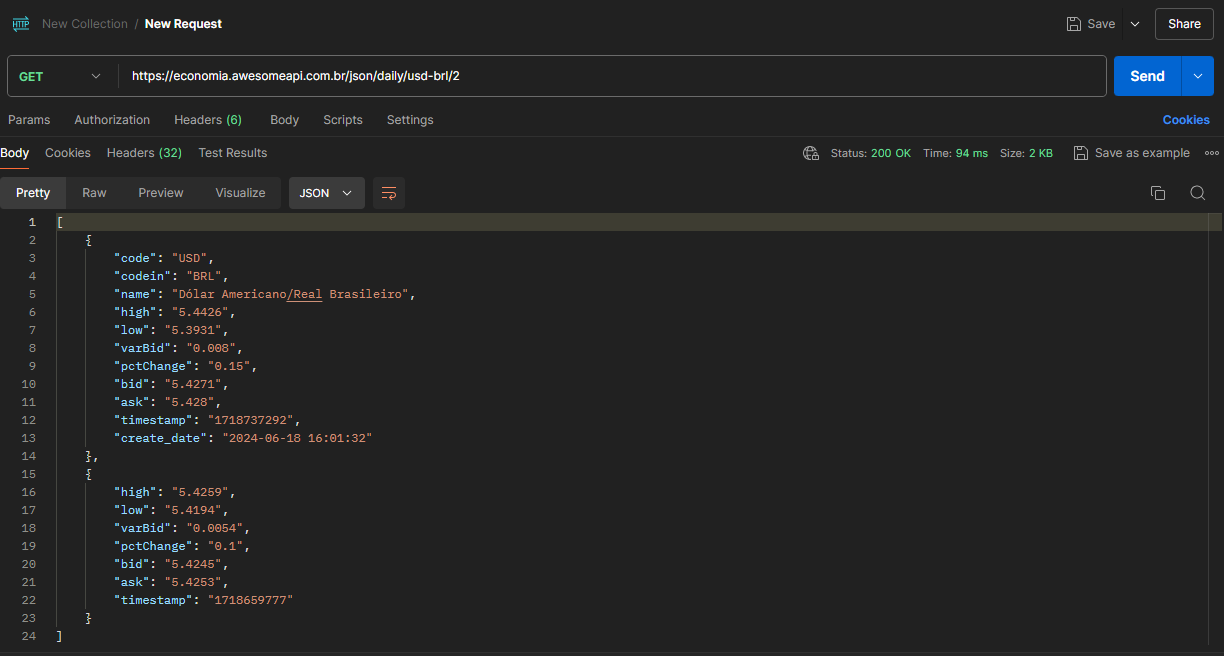 HTTP New Collection / New Request Save Share
GET https://economia.awesomeapi.com.br/json/daily/usd-brl/2 Send
Params Authorization Headers (6) Body Scripts Settings Cookies
Body Cookies Headers (32) Test Results Status: 200 OK Time: 94 ms Size: 2 KB Save as example
Pretty Raw Preview Visualize JSON
1 [
2 {
3 "code": "USD",
4 "codein": "BRL",
5 "name": "Dólar Americano/Real Brasileiro",
6 "high": "5.4426",
7 "low": "5.3931",
8 "varBid": "0.008",
9 "pctChange": "0.15",
10 "bid": "5.4271",
11 "ask": "5.428",
12 "timestamp": "1718737292",
13 "create_date": "2024-06-18 16:01:32"
14 },
15 {
16 "high": "5.4259",
17 "low": "5.4194",
18 "varBid": "0.0054",
19 "pctChange": "0.1",
20 "bid": "5.4245",
21 "ask": "5.4253",
22 "timestamp": "1718659777"
23 }
24 ]